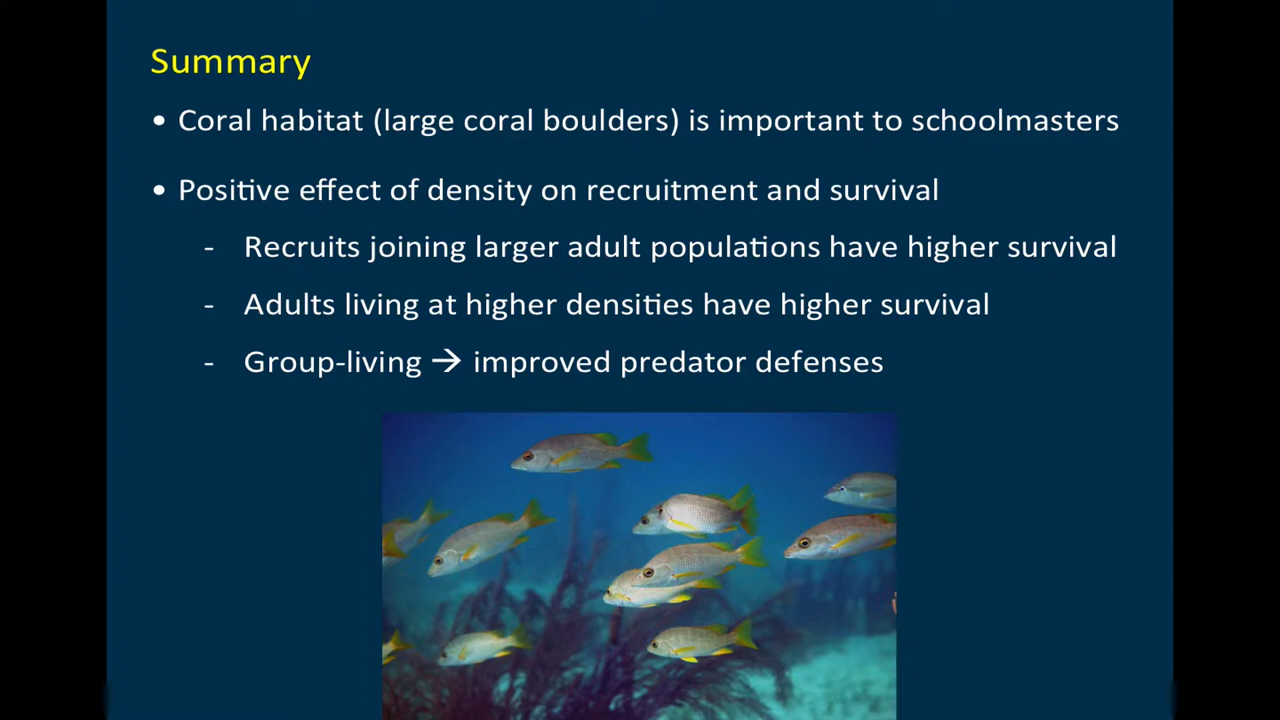 Summary
• Coral habitat (large coral boulders) is important to schoolmasters
• Positive effect of density on recruitment and survival
- Recruits joining larger adult populations have higher survival
- Adults living at higher densities have higher survival
- Group-living → improved predator defenses